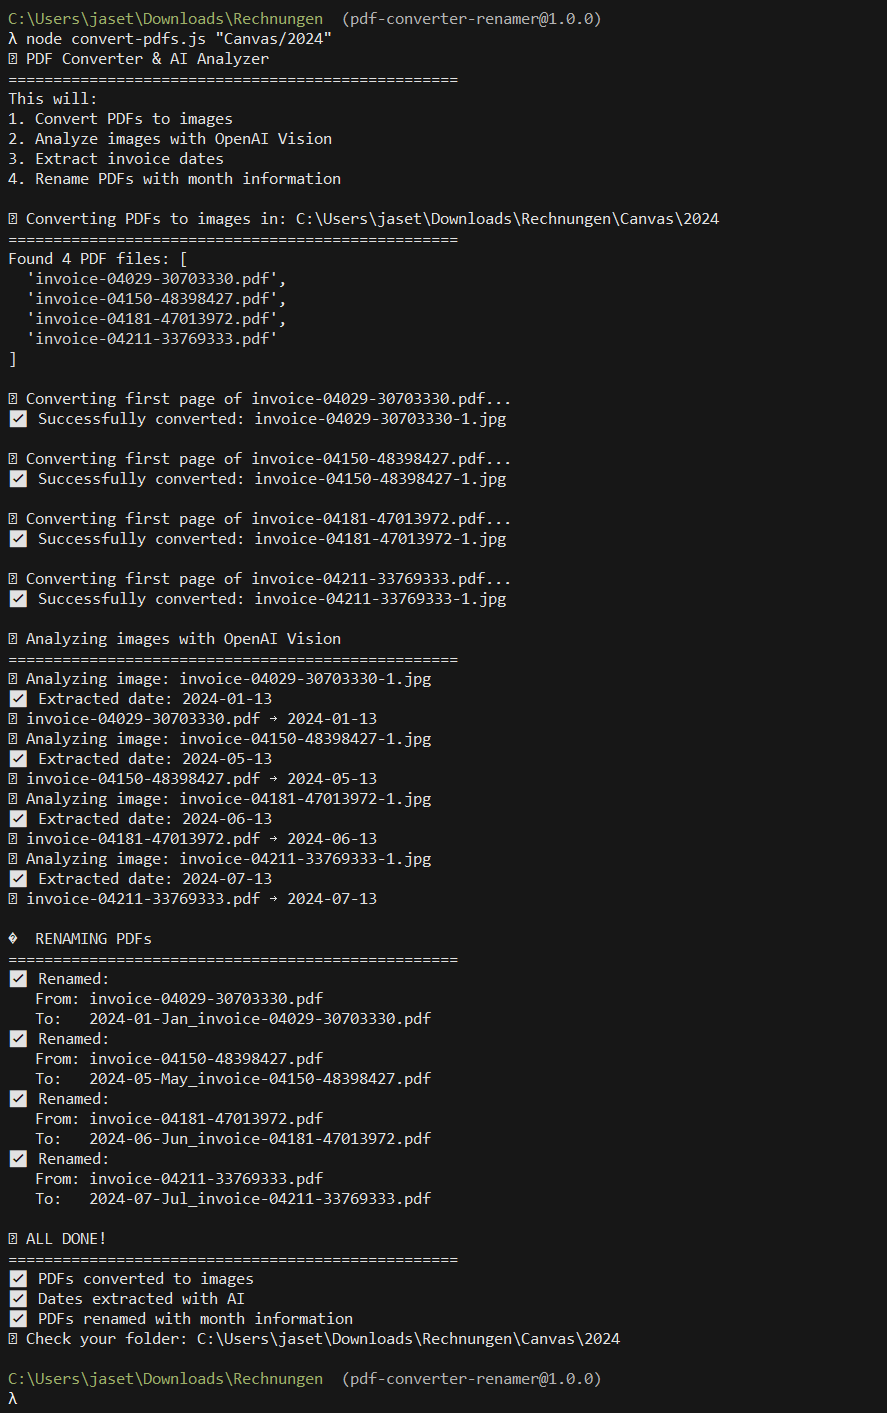 C:\Users\jaset\Downloads\Rechnungen  (pdf-converter-renamer@1.0.0)
λ node convert-pdfs.js "Canvas/2024"
⍰ PDF Converter & AI Analyzer
==================================================
This will:
1. Convert PDFs to images
2. Analyze images with OpenAI Vision
3. Extract invoice dates
4. Rename PDFs with month information

⍰ Converting PDFs to images in: C:\Users\jaset\Downloads\Rechnungen\Canvas\2024
==================================================
Found 4 PDF files: [
  'invoice-04029-30703330.pdf',
  'invoice-04150-48398427.pdf',
  'invoice-04181-47013972.pdf',
  'invoice-04211-33769333.pdf'
]

⍰ Converting first page of invoice-04029-30703330.pdf...
✅ Successfully converted: invoice-04029-30703330-1.jpg

⍰ Converting first page of invoice-04150-48398427.pdf...
✅ Successfully converted: invoice-04150-48398427-1.jpg

⍰ Converting first page of invoice-04181-47013972.pdf...
✅ Successfully converted: invoice-04181-47013972-1.jpg

⍰ Converting first page of invoice-04211-33769333.pdf...
✅ Successfully converted: invoice-04211-33769333-1.jpg

⍰ Analyzing images with OpenAI Vision
==================================================
⍰ Analyzing image: invoice-04029-30703330-1.jpg
✅ Extracted date: 2024-01-13
⍰ invoice-04029-30703330.pdf → 2024-01-13
⍰ Analyzing image: invoice-04150-48398427-1.jpg
✅ Extracted date: 2024-05-13
⍰ invoice-04150-48398427.pdf → 2024-05-13
⍰ Analyzing image: invoice-04181-47013972-1.jpg
✅ Extracted date: 2024-06-13
⍰ invoice-04181-47013972.pdf → 2024-06-13
⍰ Analyzing image: invoice-04211-33769333-1.jpg
✅ Extracted date: 2024-07-13
⍰ invoice-04211-33769333.pdf → 2024-07-13

�  RENAMING PDFs
==================================================
✅ Renamed:
   From: invoice-04029-30703330.pdf
   To:   2024-01-Jan_invoice-04029-30703330.pdf
✅ Renamed:
   From: invoice-04150-48398427.pdf
   To:   2024-05-May_invoice-04150-48398427.pdf
✅ Renamed:
   From: invoice-04181-47013972.pdf
   To:   2024-06-Jun_invoice-04181-47013972.pdf
✅ Renamed:
   From: invoice-04211-33769333.pdf
   To:   2024-07-Jul_invoice-04211-33769333.pdf

⍰ ALL DONE!
==================================================
✅ PDFs converted to images
✅ Dates extracted with AI
✅ PDFs renamed with month information
⍰ Check your folder: C:\Users\jaset\Downloads\Rechnungen\Canvas\2024

C:\Users\jaset\Downloads\Rechnungen  (pdf-converter-renamer@1.0.0)
λ